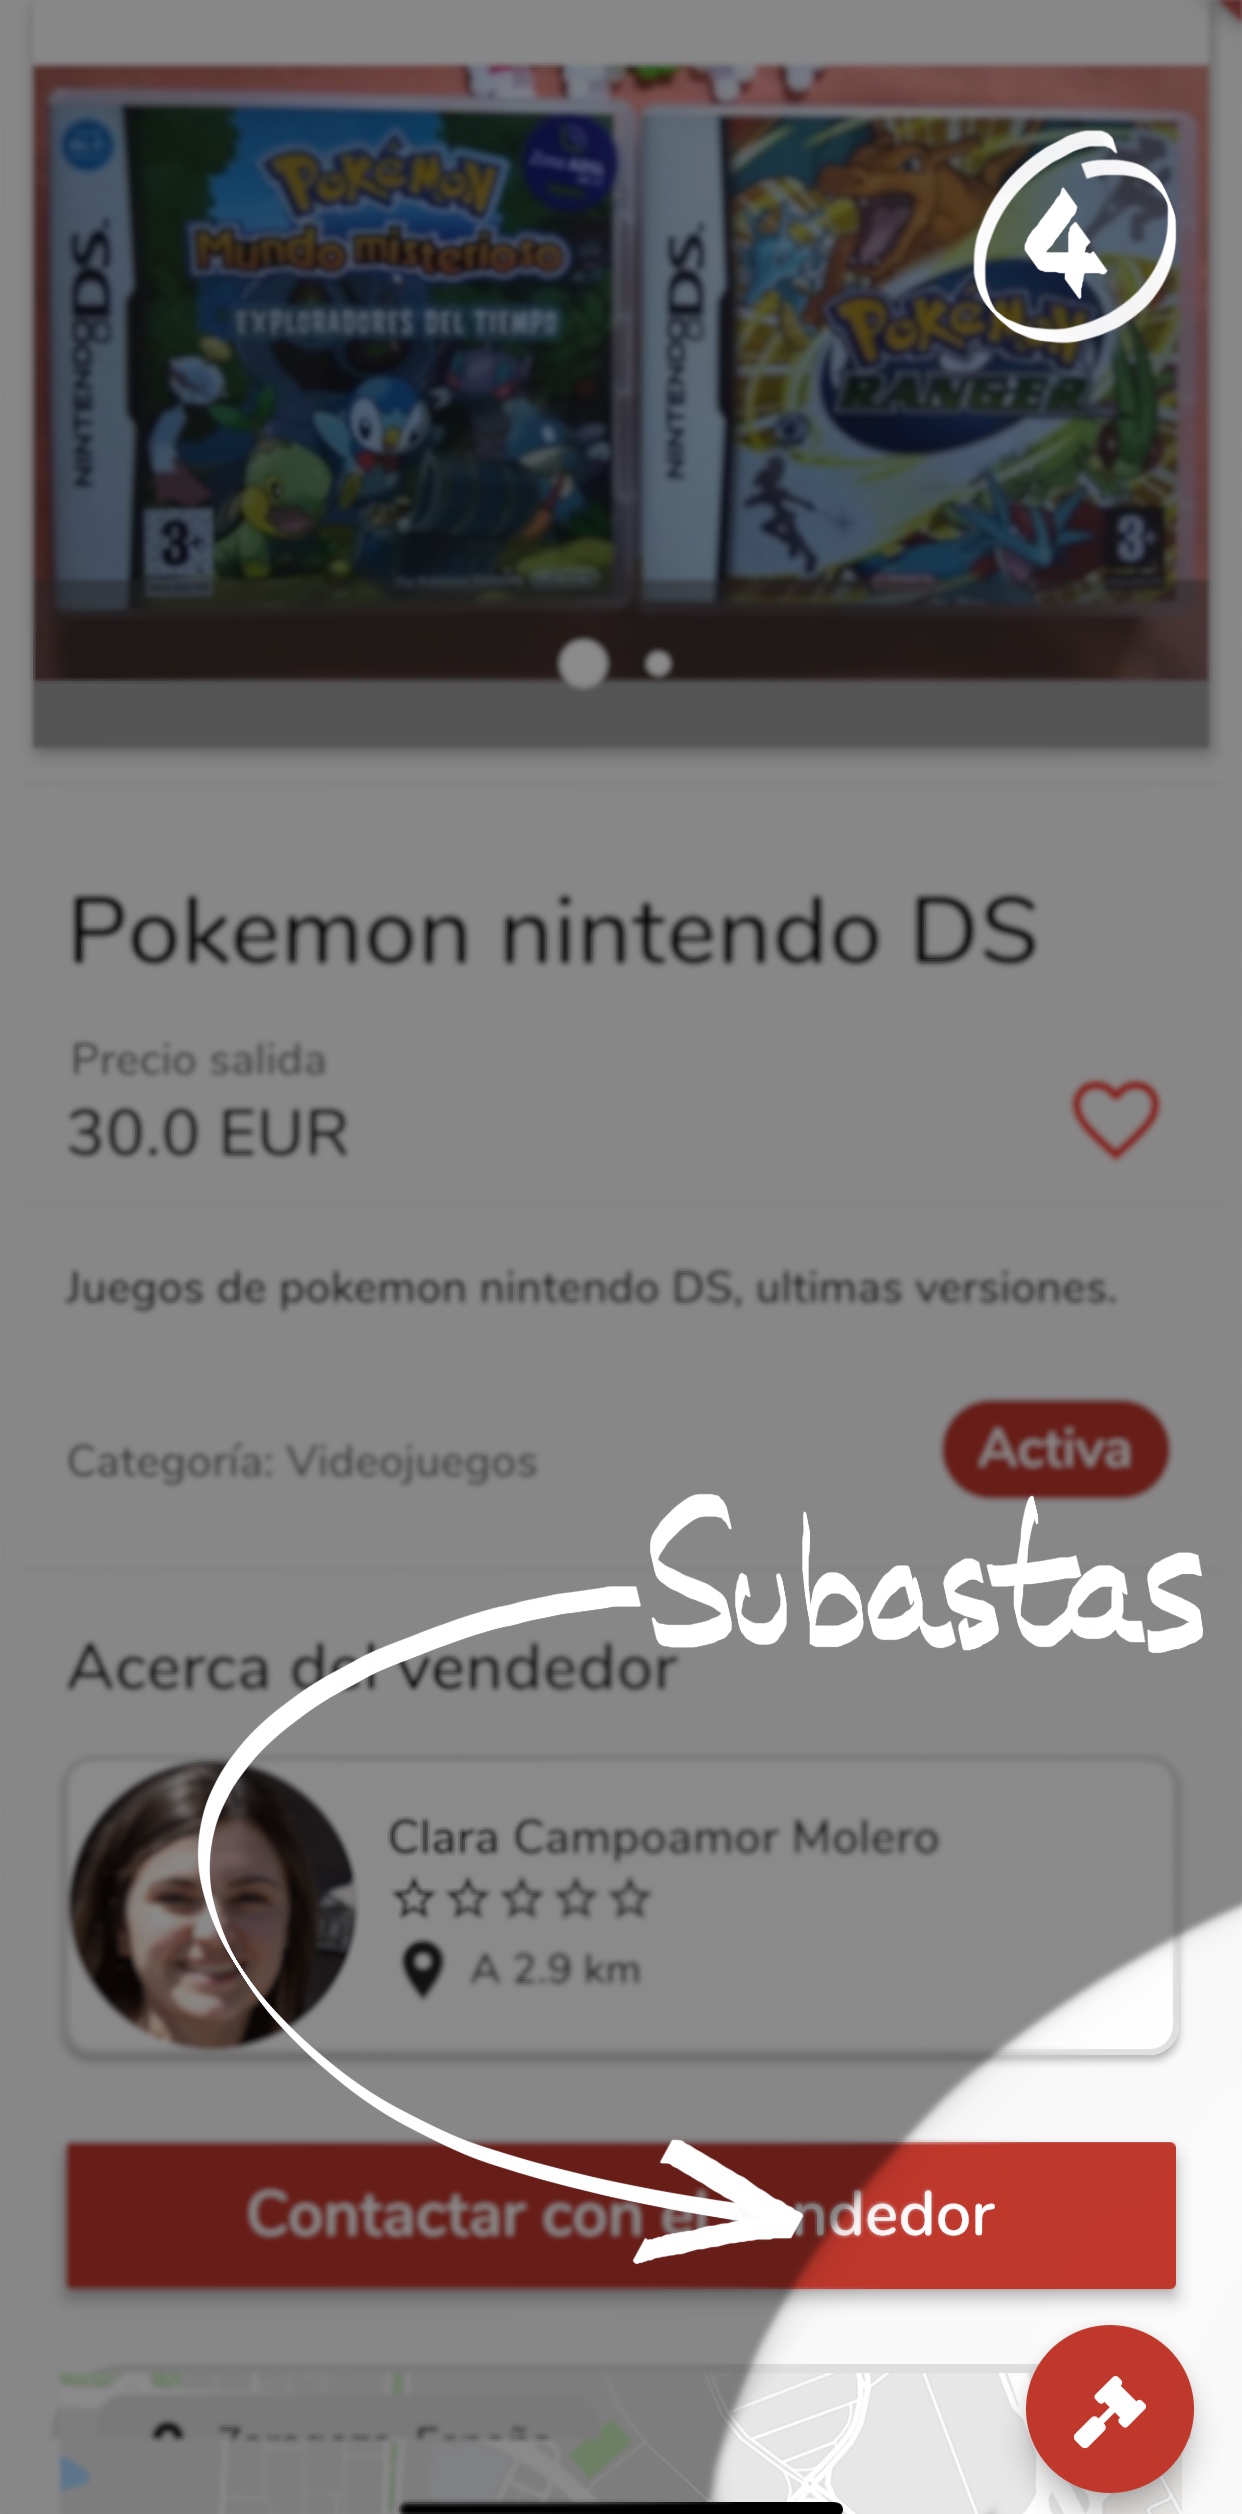 POKÉMON
Mundo misterioso
EXPLORADORES DEL TIEMPO
NINTENDO DS
3+
4
POKÉMON
RANGER
NINTENDO DS
3+
Pokemon nintendo DS
Precio salida
30.0 EUR
Juegos de pokemon nintendo DS, ultimas versiones.
Categoría: Videojuegos
Activa
Subastas
Acerca del vendedor
Clara Campoamor Molero
A 2.9 km
Contactar con el vendedor